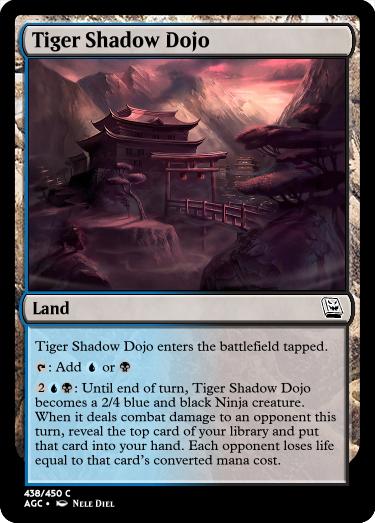 Tiger Shadow Dojo
Land
Tiger Shadow Dojo enters the battlefield tapped.
: Add or
2 : Until end of turn, Tiger Shadow Dojo
becomes a 2/4 blue and black Ninja creature.
When it deals combat damage to an opponent this
turn, reveal the top card of your library and put
that card into your hand. Each opponent loses life
equal to that card's converted mana cost.
438/450 C
AGC • Nele Diel